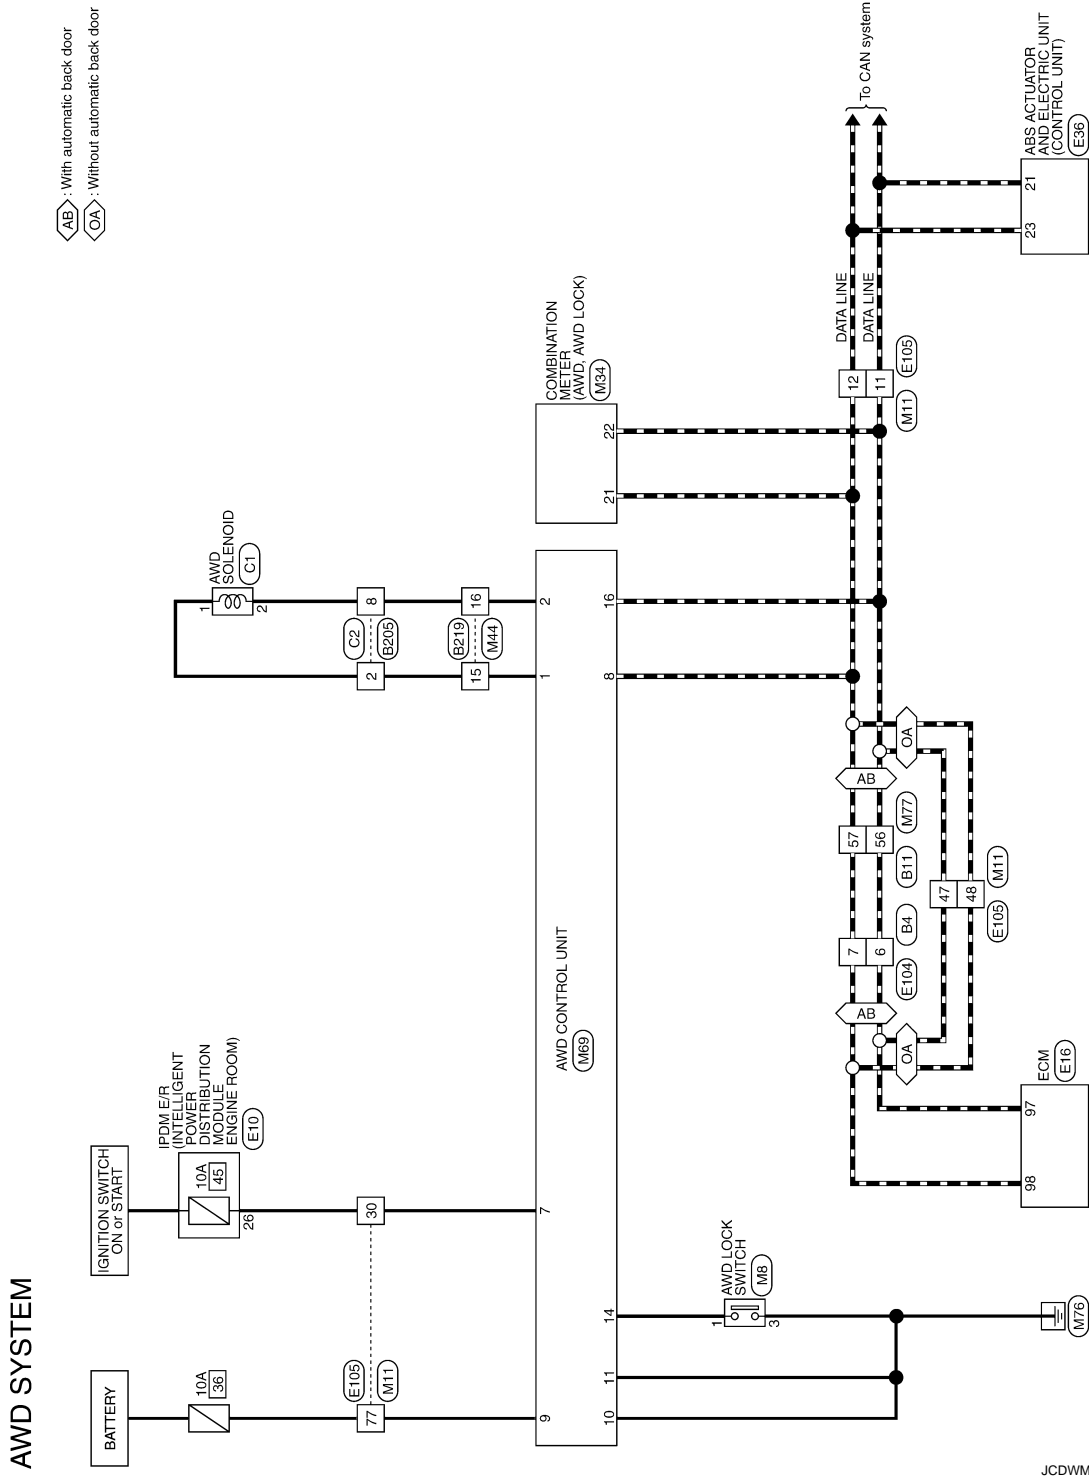 AWD SYSTEM
AB : With automatic back door
OA : Without automatic back door
BATTERY
10A
36
77
E105
M11
9
IGNITION SWITCH
ON or START
IPDM E/R
(INTELLIGENT
POWER
DISTRIBUTION
MODULE
ENGINE ROOM)
E10
10A
45
26
30
7
AWD
SOLENOID
C1
1
2
2
8
C2
B205
15
16
B219
M44
1
2
AWD CONTROL UNIT
M69
10
11
14
8
16
COMBINATION
METER
(AWD, AWD LOCK)
M34
21
22
AWD LOCK
SWITCH
M8
1
3
M76
ECM
E16
98
97
OA
AB
7
6
E104
B4
57
56
B11
M77
AB
OA
47
48
E105
M11
12
11
M11
E105
DATA LINE
DATA LINE
To CAN system
ABS ACTUATOR
AND ELECTRIC UNIT
(CONTROL UNIT)
E36
23
21
JCDWM